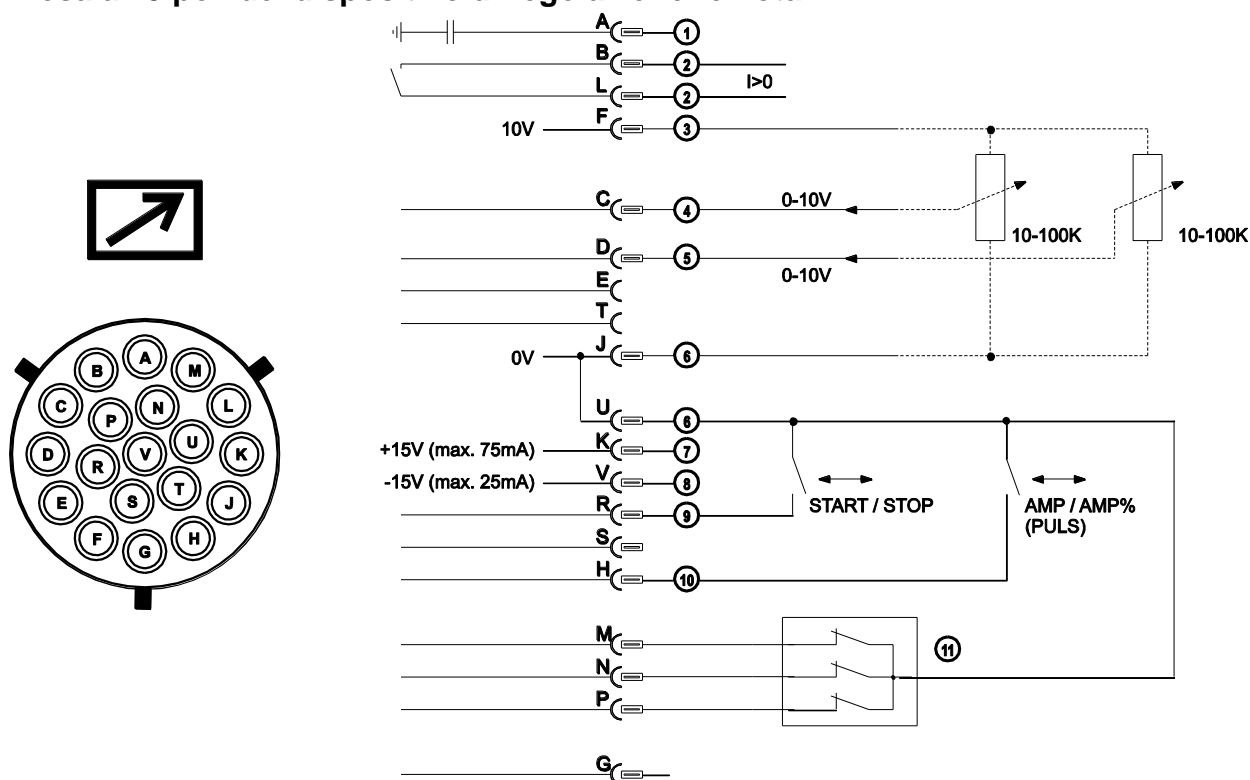 A 1
B 2
L 2 I>0
F 3
10V
C 4 0-10V
10-100K 10-100K
D 5
0-10V
E
T
J 6
0V
U 6
K 7
+15V (max. 75mA)
V 8
-15V (max. 25mA)
R 9
START / STOP AMP / AMP%
(PULS)
S
H 10
M
11
N
P
G
A
B M
C N L
P
U
D V K
R
T
E S J
F H
G